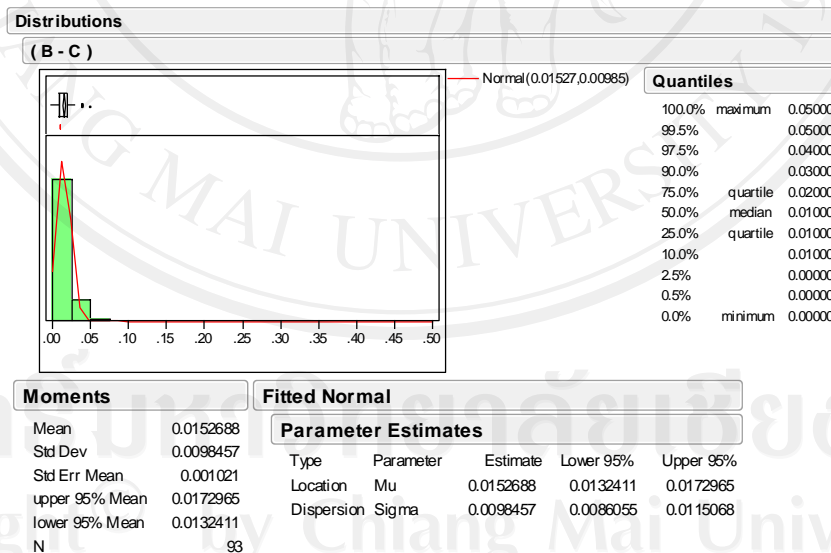 Distributions
( B - C )
Normal(0.01527,0.00985)
.00 .05 .10 .15 .20 .25 .30 .35 .40 .45 .50
Quantiles
100.0% maximum 0.05000
99.5% 0.05000
97.5% 0.04000
90.0% 0.03000
75.0% quartile 0.02000
50.0% median 0.01000
25.0% quartile 0.01000
10.0% 0.01000
2.5% 0.00000
0.5% 0.00000
0.0% minimum 0.00000
Moments
Mean 0.0152688
Std Dev 0.0098457
Std Err Mean 0.001021
upper 95% Mean 0.0172965
lower 95% Mean 0.0132411
N 93
Fitted Normal
Parameter Estimates
Type Parameter Estimate Lower 95% Upper 95%
Location Mu 0.0152688 0.0132411 0.0172965
Dispersion Sigma 0.0098457 0.0086055 0.0115068
MAI UNIVERSITY
by Chiang Mai